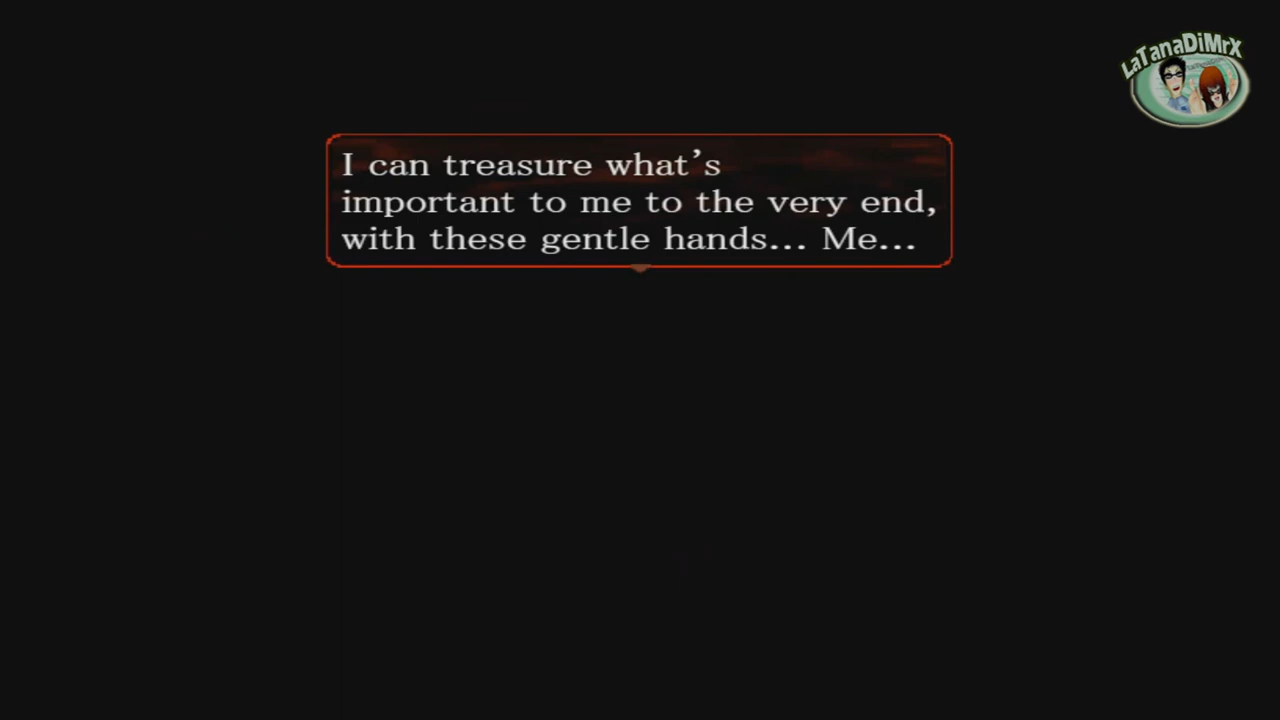 LaTanaDiMrX
I can treasure what's
important to me to the very end,
with these gentle hands... Me...